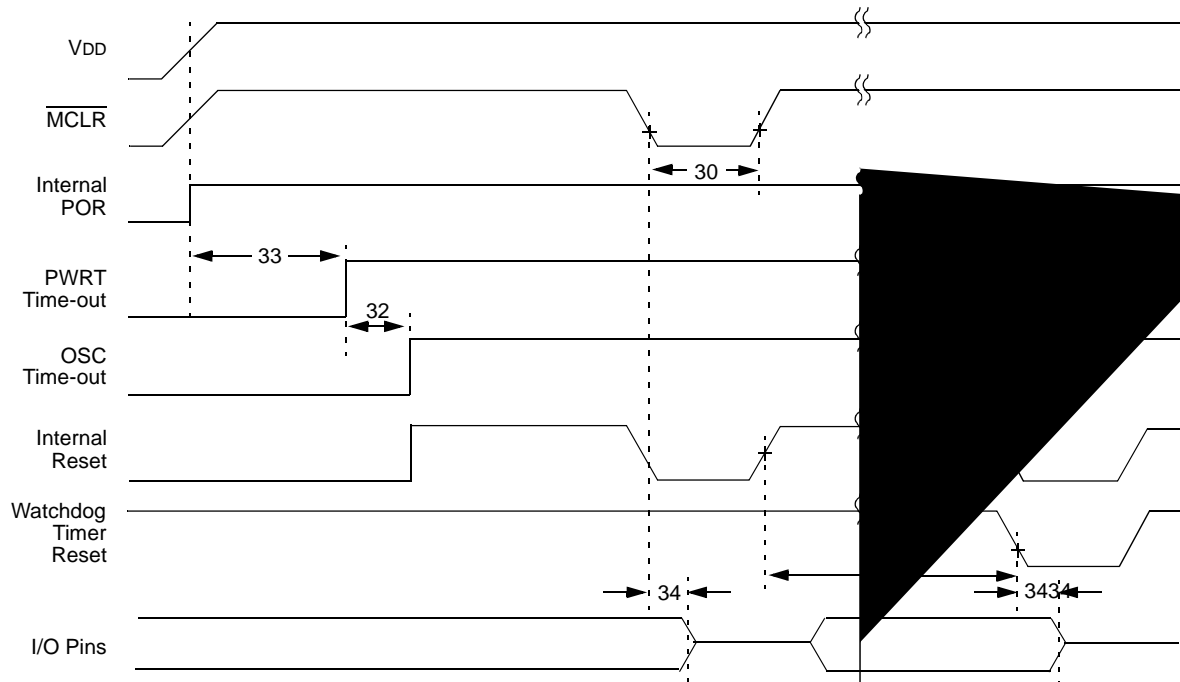 VDD
MCLR
30
Internal
POR
33
PWRT
Time-out
32
OSC
Time-out
Internal
Reset
Watchdog
Timer
Reset
34
3434
I/O Pins